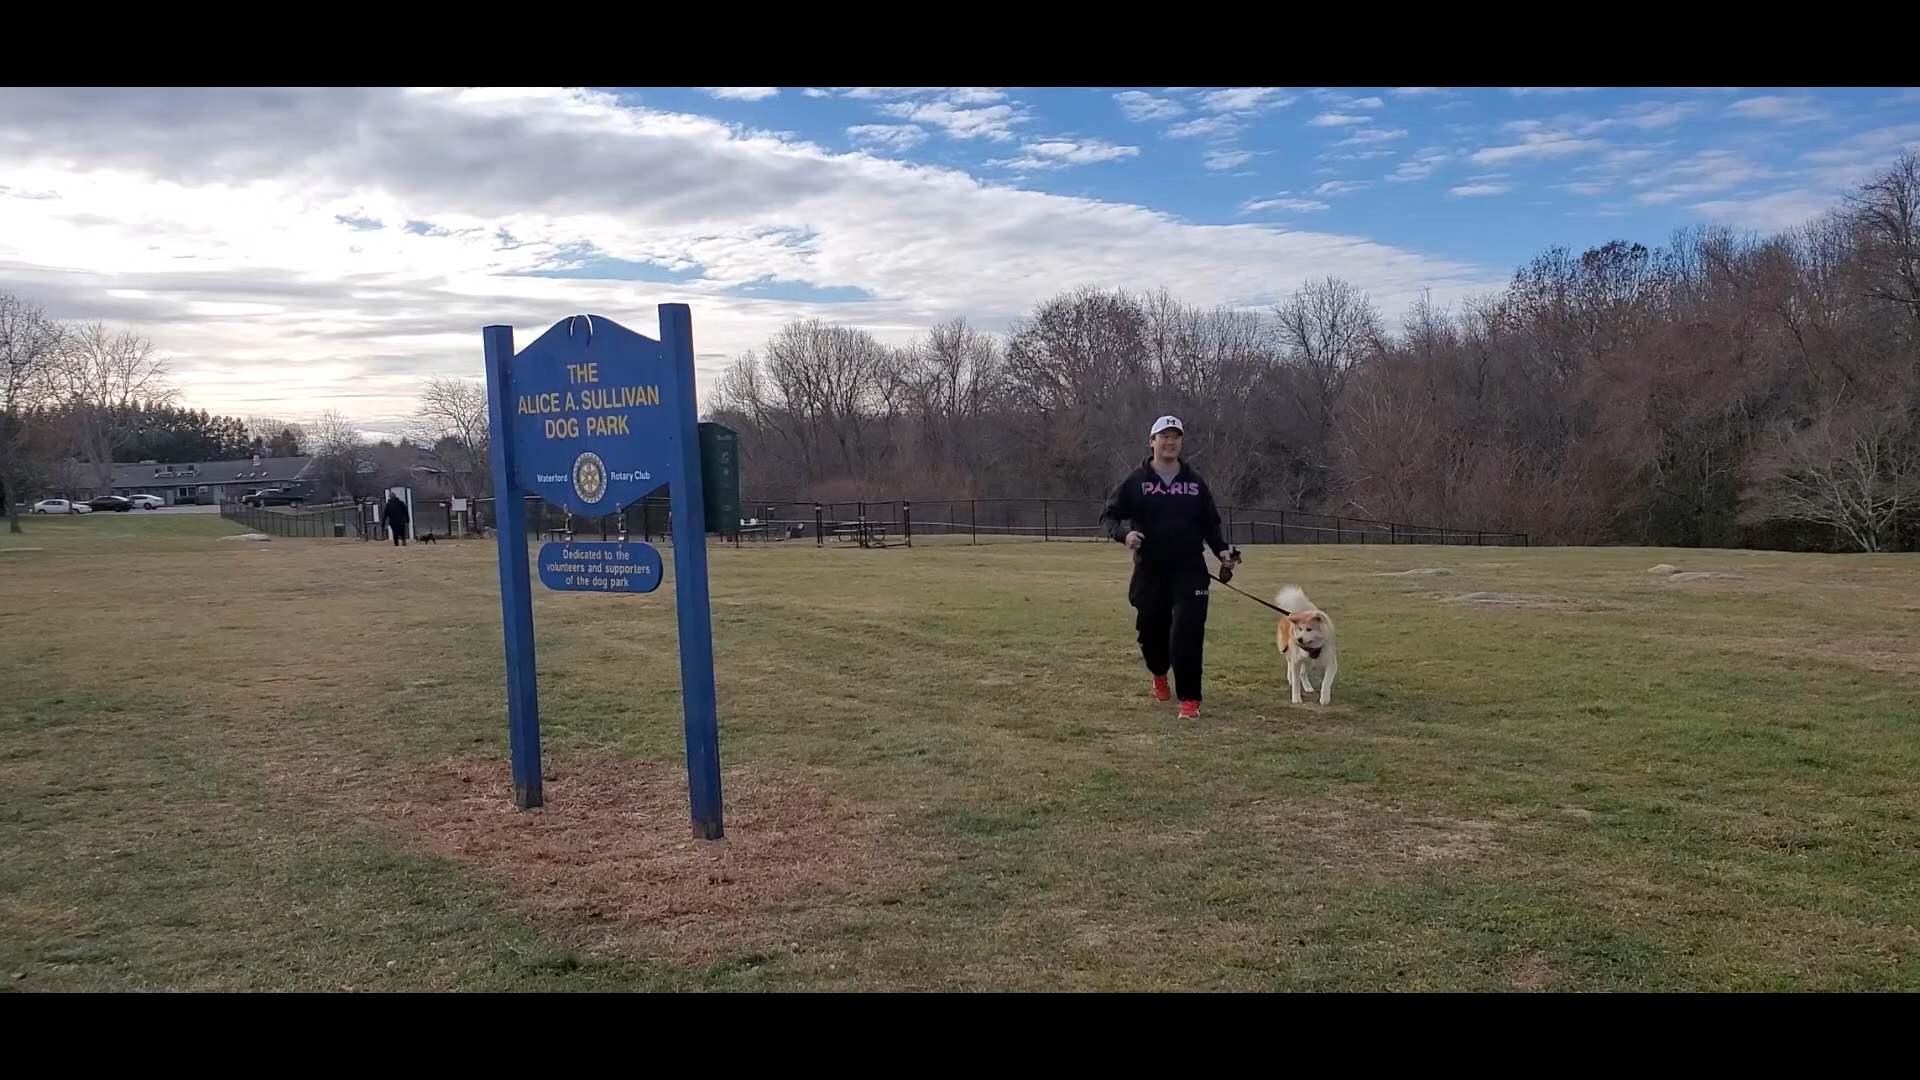 THE
ALICE A. SULLIVAN
DOG PARK
Waterford Rotary Club
Dedicated to the
volunteers and supporters
of the dog park
M
PARIS